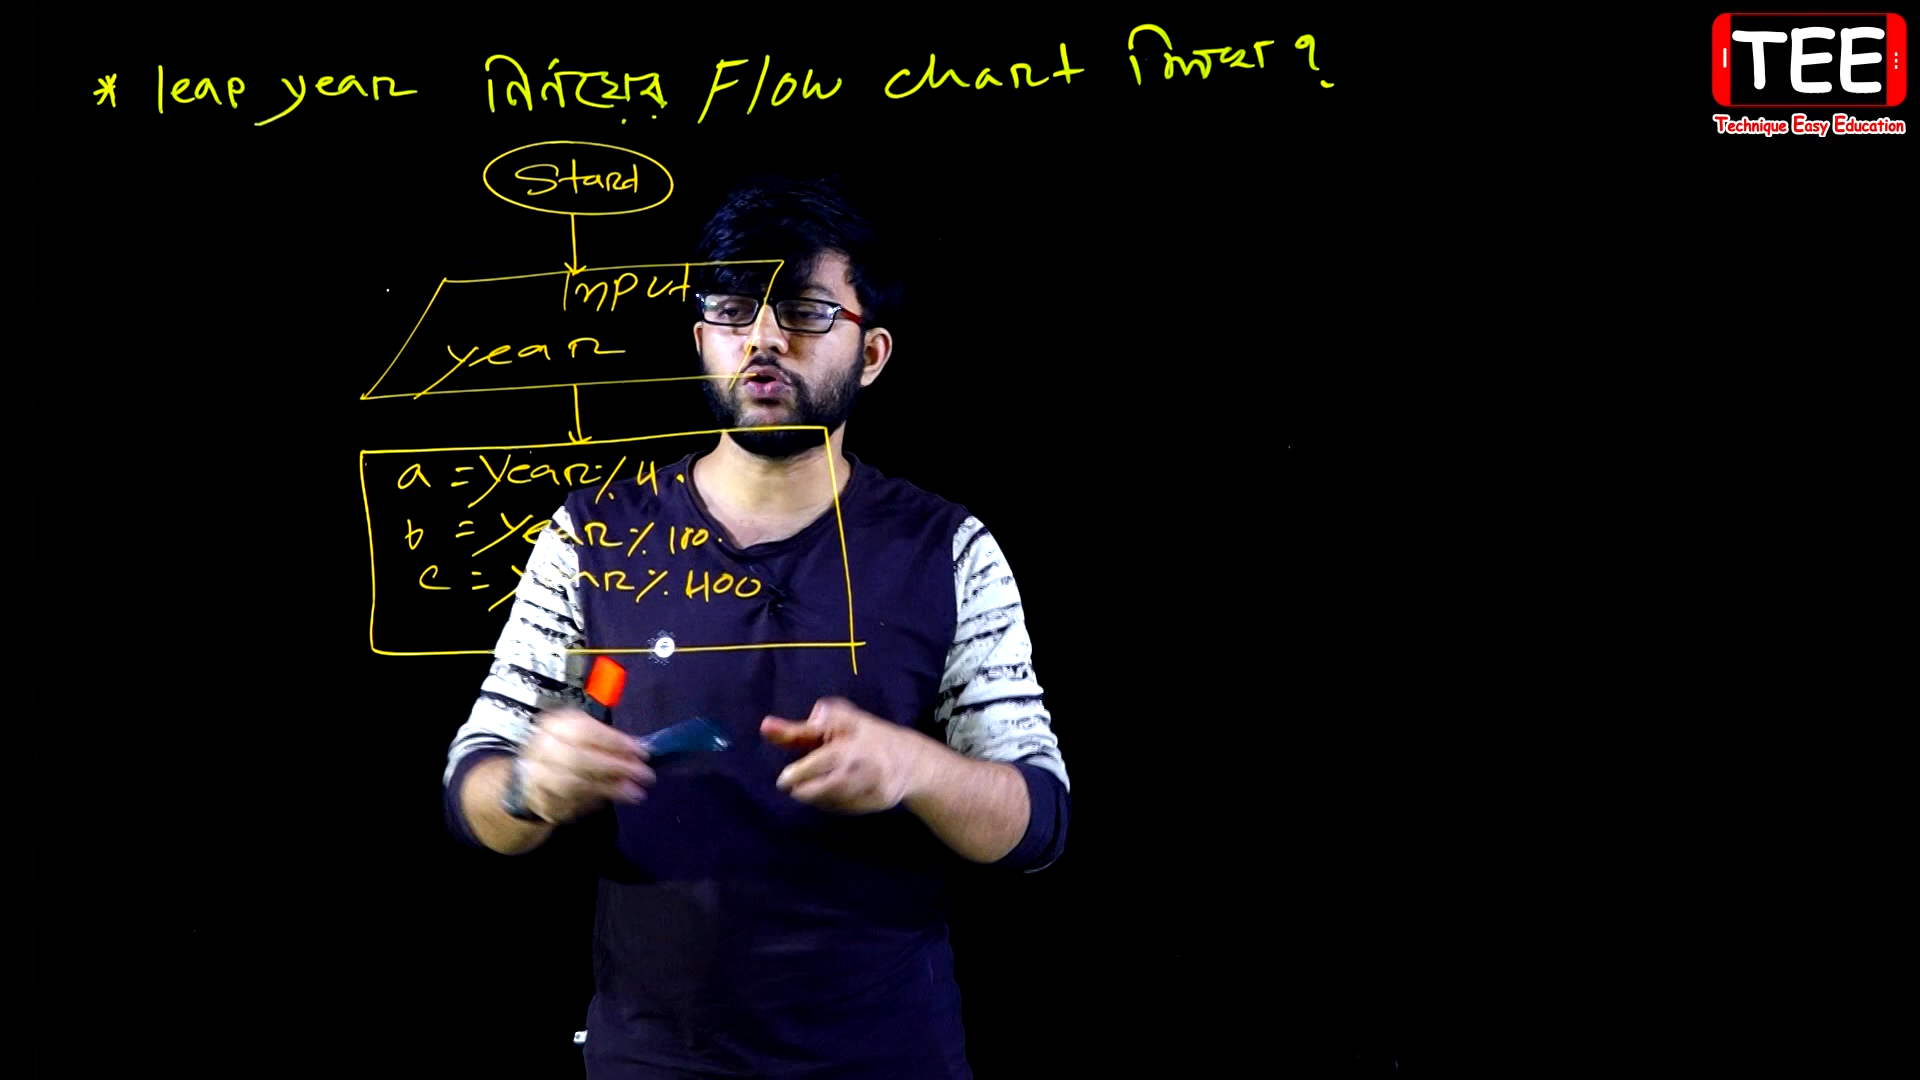 * leap year নির্ণয়ের Flow chart লিখো ?
TEE
Technique Easy Education
Start
Input
year
a = year % 4
b = year % 100
c = year % 400